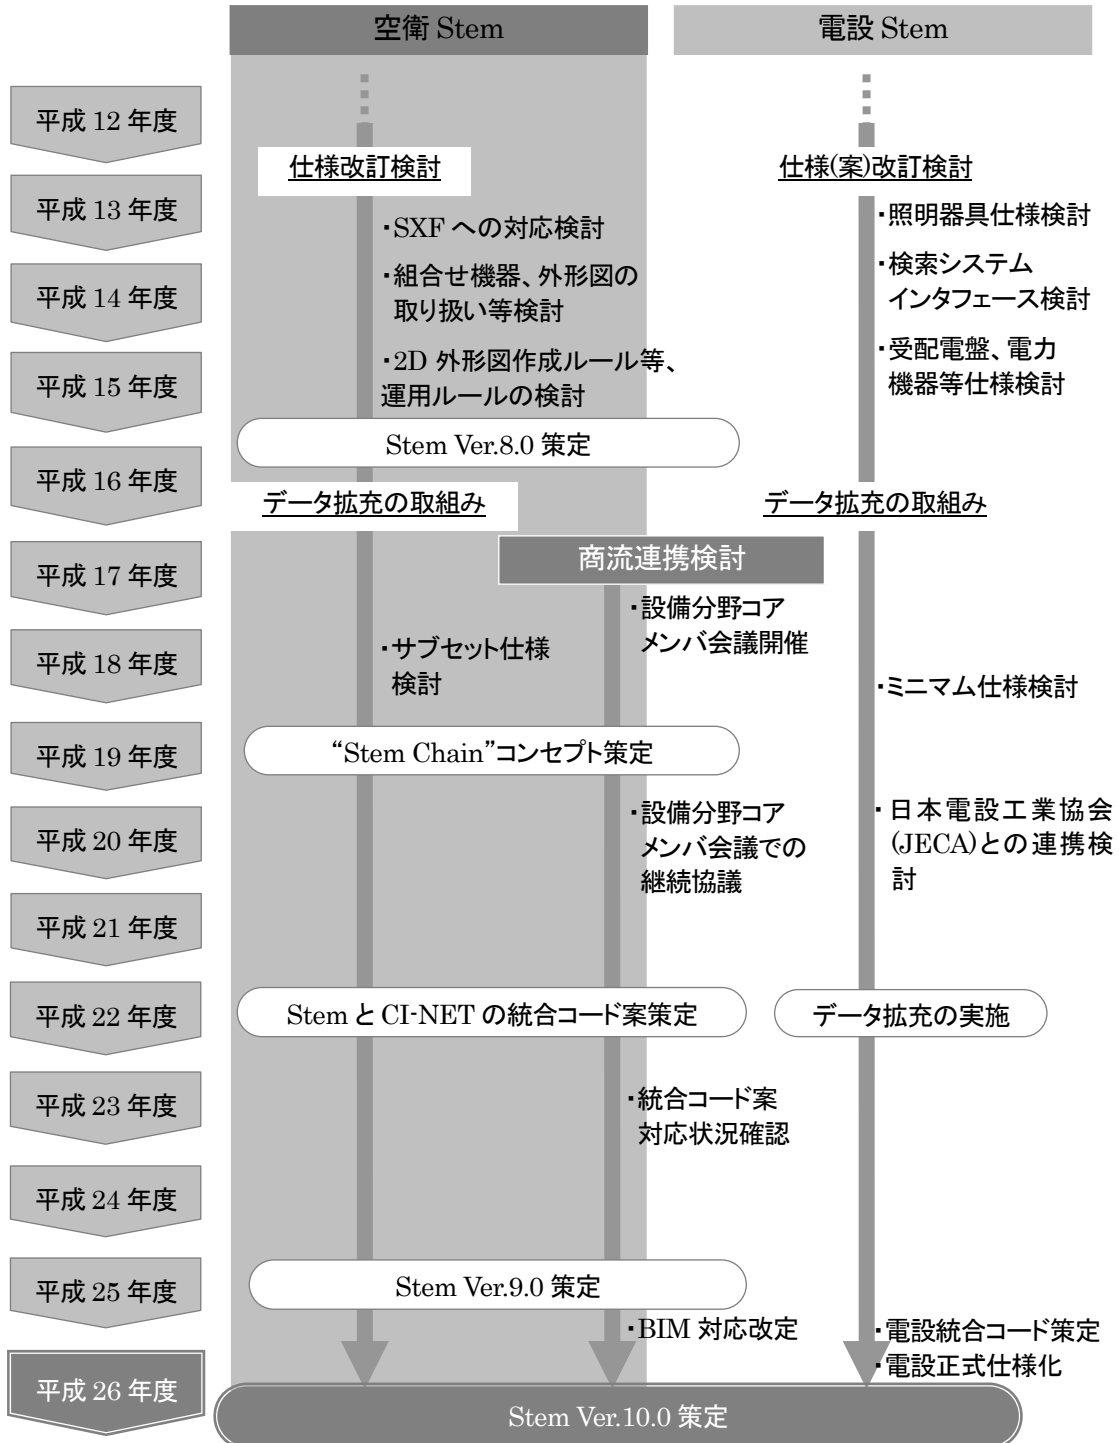 空衛 Stem
電設 Stem
平成 12 年度
仕様改訂検討
仕様(案)改訂検討
平成 13 年度
・SXF への対応検討
・照明器具仕様検討
平成 14 年度
・組合せ機器、外形図の
取り扱い等検討
・検索システム
インタフェース検討
平成 15 年度
・2D 外形図作成ルール等、
運用ルールの検討
・受配電盤、電力
機器等仕様検討
Stem Ver.8.0 策定
平成 16 年度
データ拡充の取組み
データ拡充の取組み
平成 17 年度
商流連携検討
・設備分野コア
メンバ会議開催
平成 18 年度
・サブセット仕様
検討
・ミニマム仕様検討
平成 19 年度
“Stem Chain”コンセプト策定
平成 20 年度
・設備分野コア
メンバ会議での
継続協議
・日本電設工業協会
(JECA)との連携検
討
平成 21 年度
平成 22 年度
Stem と CI-NET の統合コード案策定
データ拡充の実施
平成 23 年度
・統合コード案
対応状況確認
平成 24 年度
平成 25 年度
Stem Ver.9.0 策定
・BIM 対応改定
・電設統合コード策定
・電設正式仕様化
平成 26 年度
Stem Ver.10.0 策定